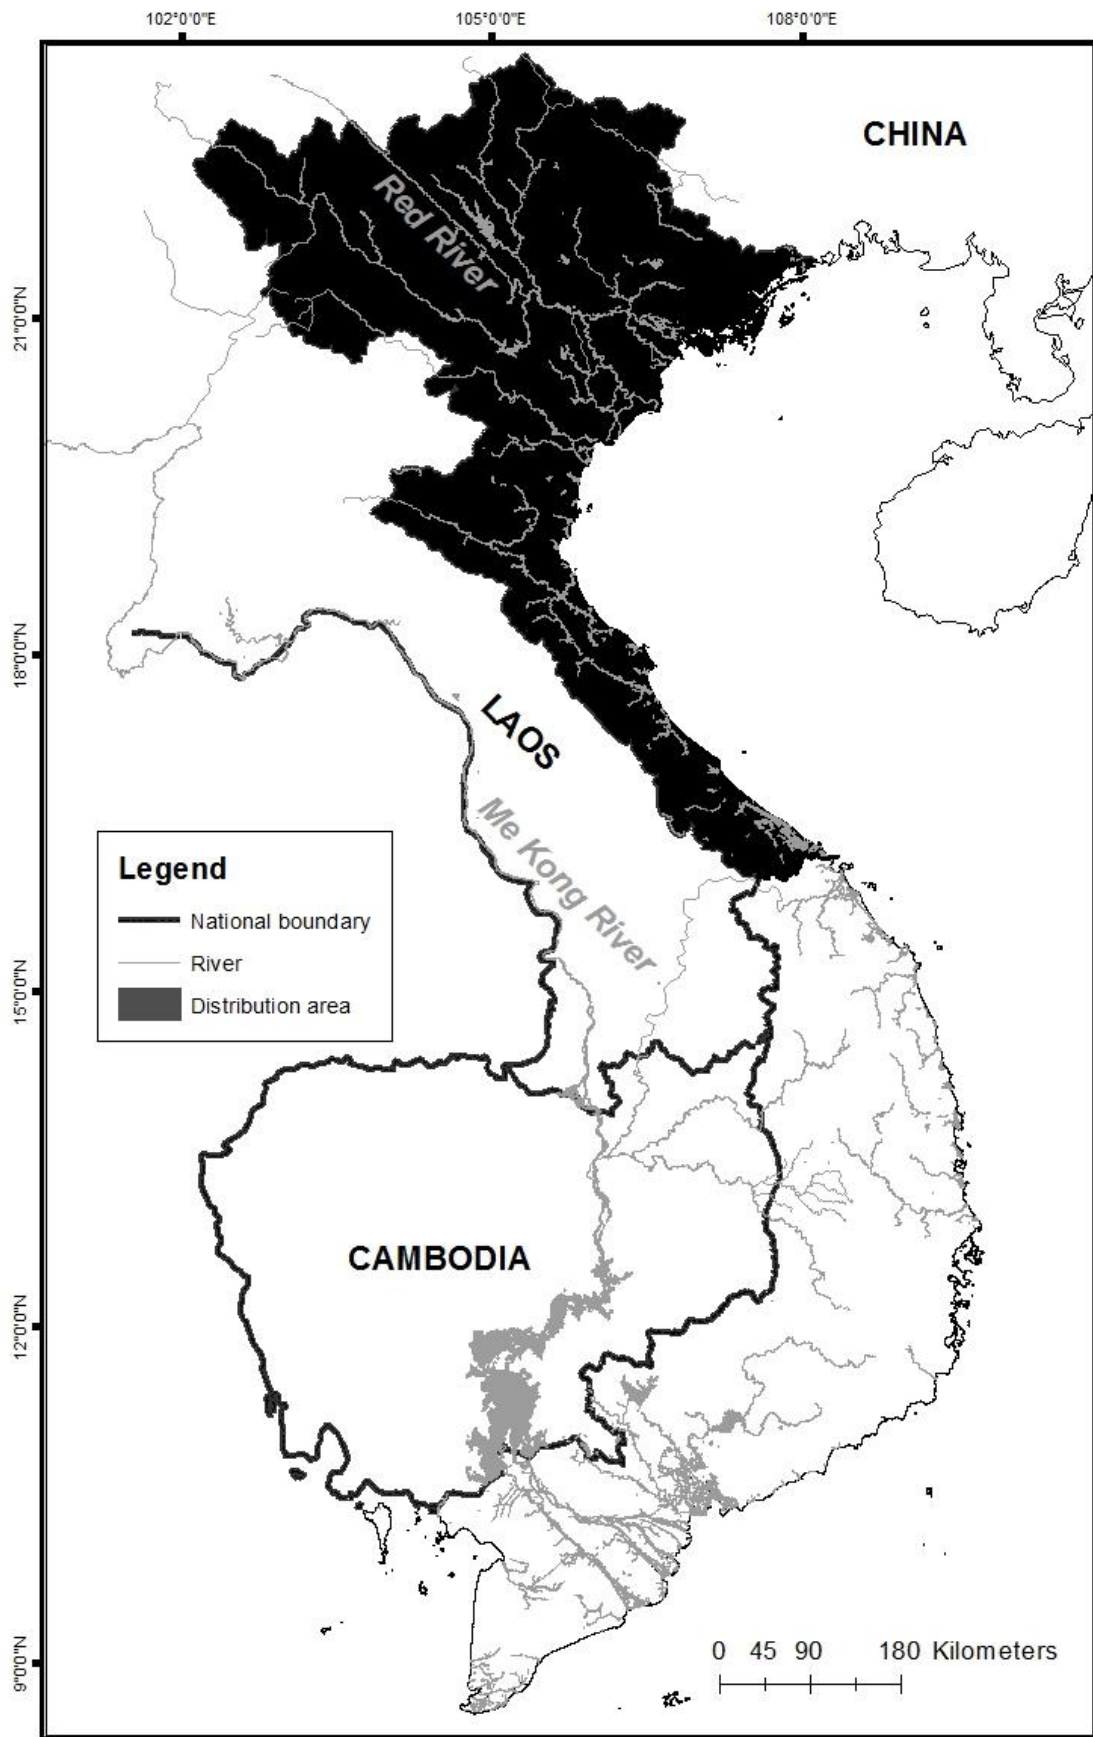 102°0'0"E 105°0'0"E 108°0'0"E
CHINA
Red River
21°0'0"N
18°0'0"N
LAOS
Me Kong River
Legend
National boundary
River
Distribution area
15°0'0"N
CAMBODIA
12°0'0"N
9°0'0"N
0 45 90 180 Kilometers